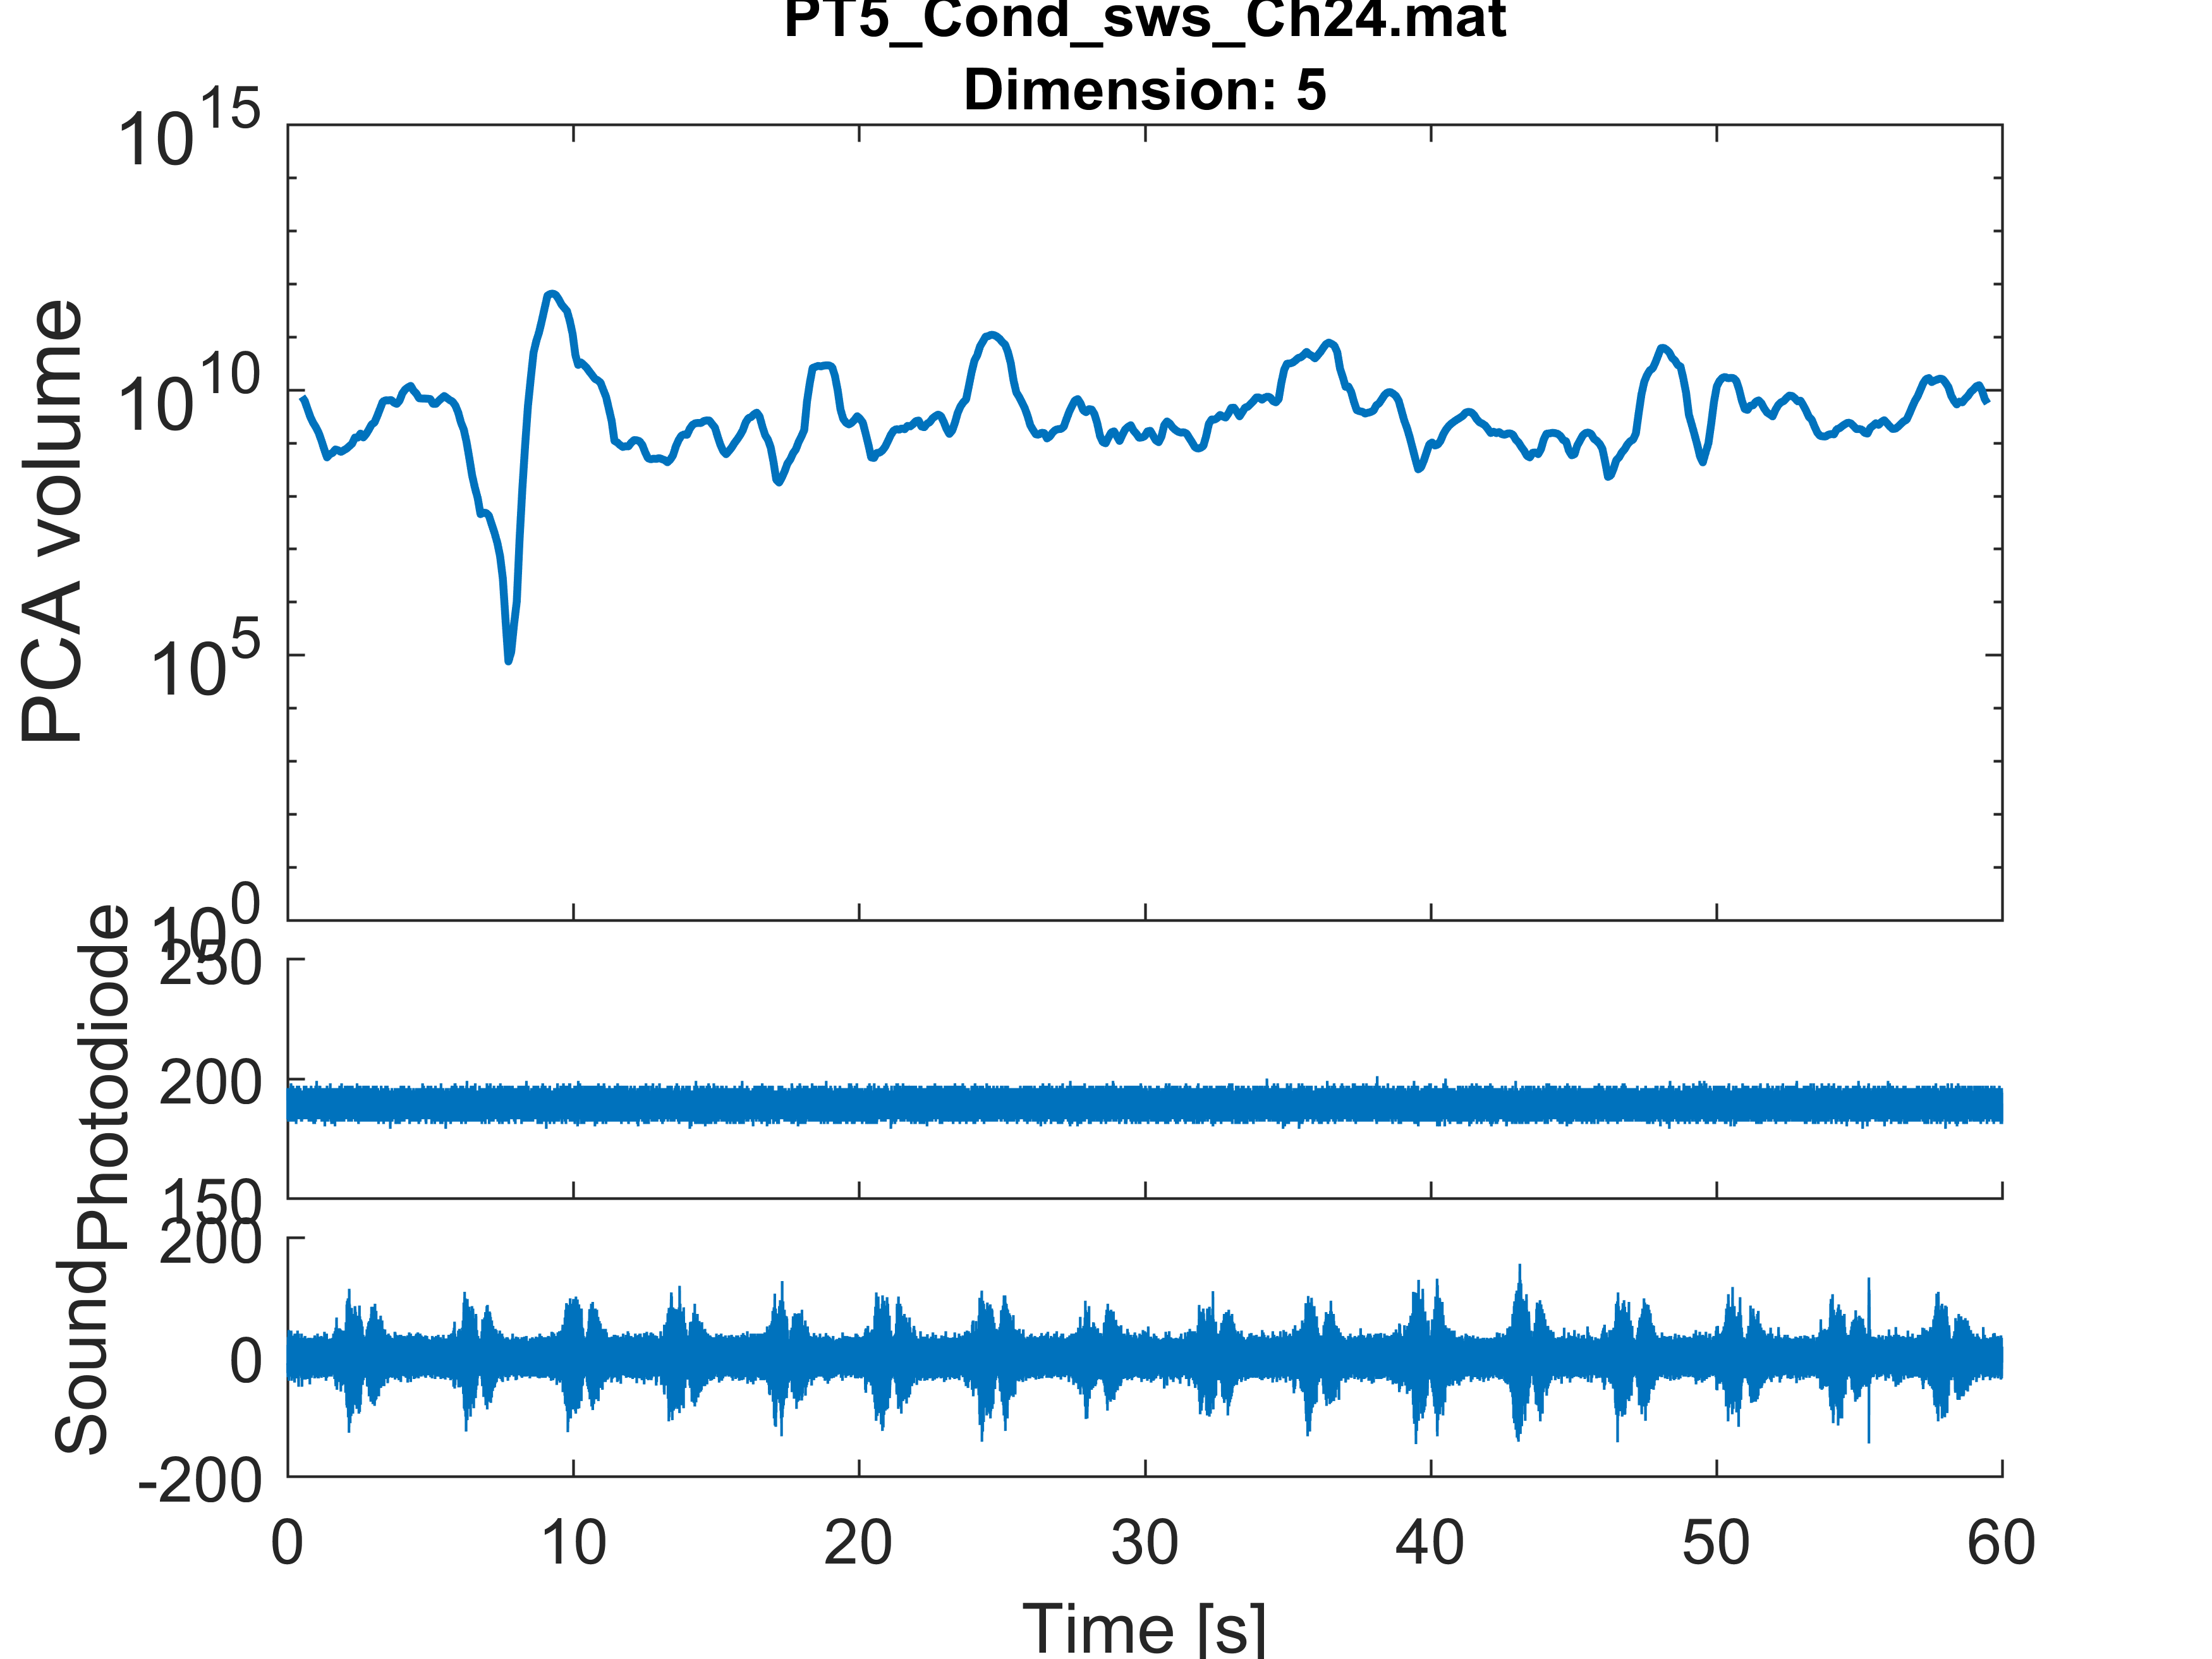 PT5_Cond_sws_Ch24.mat
Dimension: 5
10^15
10^10
10^5
10^0
PCA volume
250
200
150
Photodiode
200
0
-200
Sound
0 10 20 30 40 50 60
Time [s]